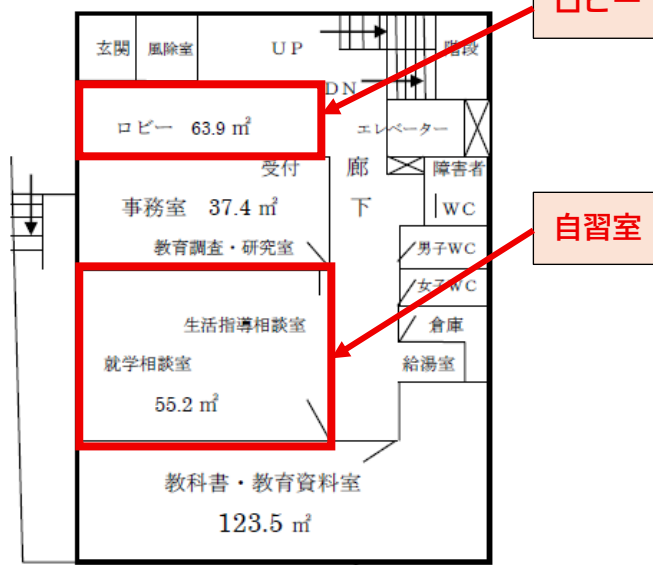 ロビー
玄関 風除室 UP 階段
DN
ロビー 63.9 ㎡ エレベーター
受付 廊下 障害者
WC
事務室 37.4 ㎡
教育調査・研究室 男子WC
自習室
女子WC
生活指導相談室 倉庫
就学相談室 給湯室
55.2 ㎡
教科書・教育資料室
123.5 ㎡